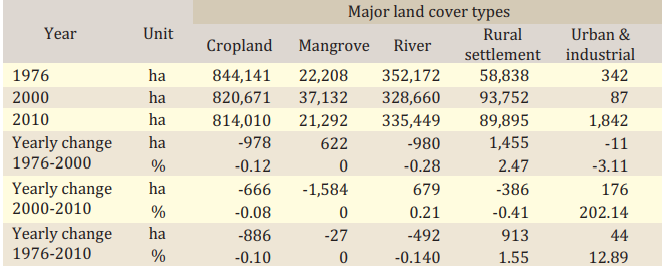 Major land cover types
Year Unit Cropland Mangrove River Rural settlement Urban & industrial
1976 ha 844,141 22,208 352,172 58,838 342
2000 ha 820,671 37,132 328,660 93,752 87
2010 ha 814,010 21,292 335,449 89,895 1,842
Yearly change ha -978 622 -980 1,455 -11
1976-2000 % -0.12 0 -0.28 2.47 -3.11
Yearly change ha -666 -1,584 679 -386 176
2000-2010 % -0.08 0 0.21 -0.41 202.14
Yearly change ha -886 -27 -492 913 44
1976-2010 % -0.10 0 -0.140 1.55 12.89